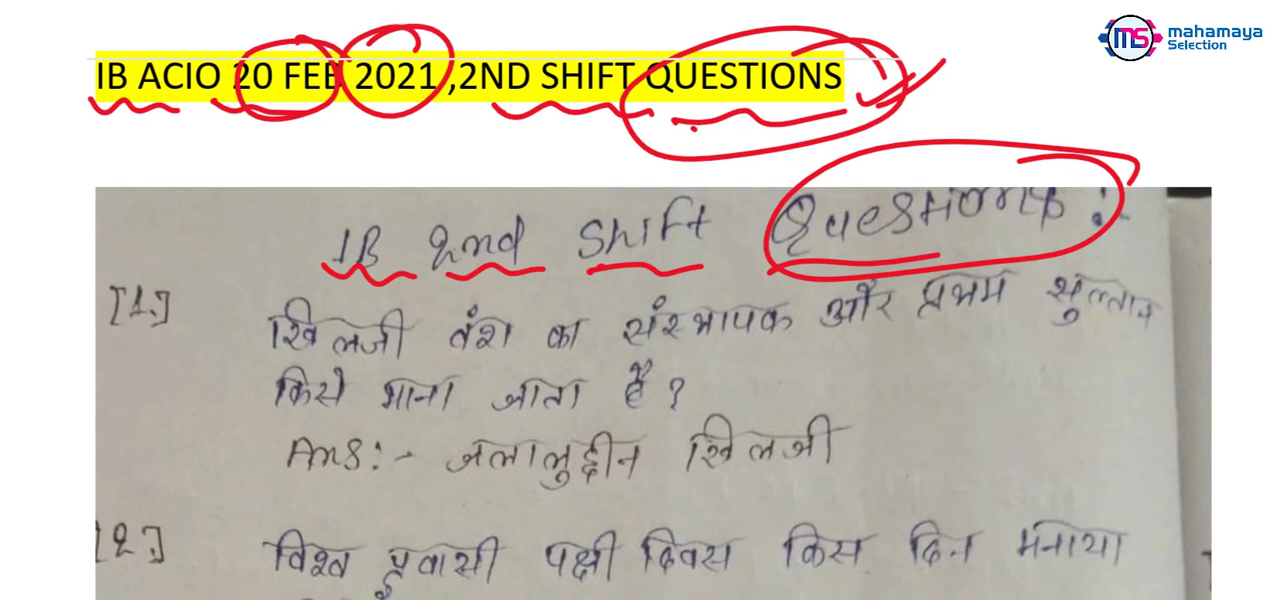 mahamaya
Selection
IB ACIO 20 FEB 2021 ,2ND SHIFT QUESTIONS
IB 2nd Shift Questions :-
[1.] खिलजी वंश का संस्थापक और प्रथम सुल्तान
किसे माना जाता है ?
Ans :- जलालुद्दीन खिलजी
[2.] विश्व प्रवासी पक्षी दिवस किस दिन मनाया